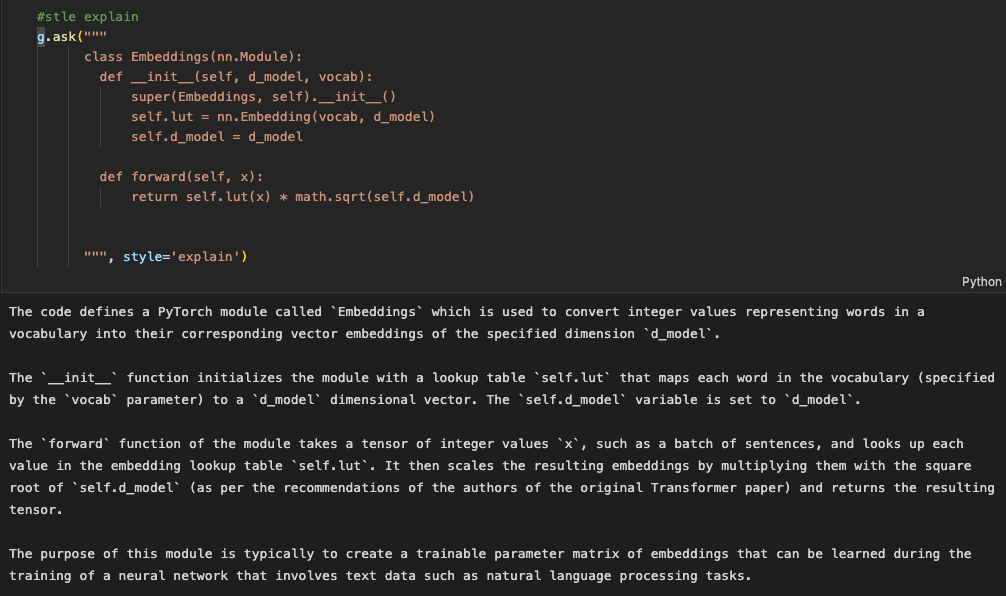 #stle explain
g.ask("""
class Embeddings(nn.Module):
def __init__(self, d_model, vocab):
super(Embeddings, self).__init__()
self.lut = nn.Embedding(vocab, d_model)
self.d_model = d_model
def forward(self, x):
return self.lut(x) * math.sqrt(self.d_model)
""", style='explain')
Python
The code defines a PyTorch module called `Embeddings` which is used to convert integer values representing words in a
vocabulary into their corresponding vector embeddings of the specified dimension `d_model`.
The `__init__` function initializes the module with a lookup table `self.lut` that maps each word in the vocabulary (specified
by the `vocab` parameter) to a `d_model` dimensional vector. The `self.d_model` variable is set to `d_model`.
The `forward` function of the module takes a tensor of integer values `x`, such as a batch of sentences, and looks up each
value in the embedding lookup table `self.lut`. It then scales the resulting embeddings by multiplying them with the square
root of `self.d_model` (as per the recommendations of the authors of the original Transformer paper) and returns the resulting
tensor.
The purpose of this module is typically to create a trainable parameter matrix of embeddings that can be learned during the
training of a neural network that involves text data such as natural language processing tasks.